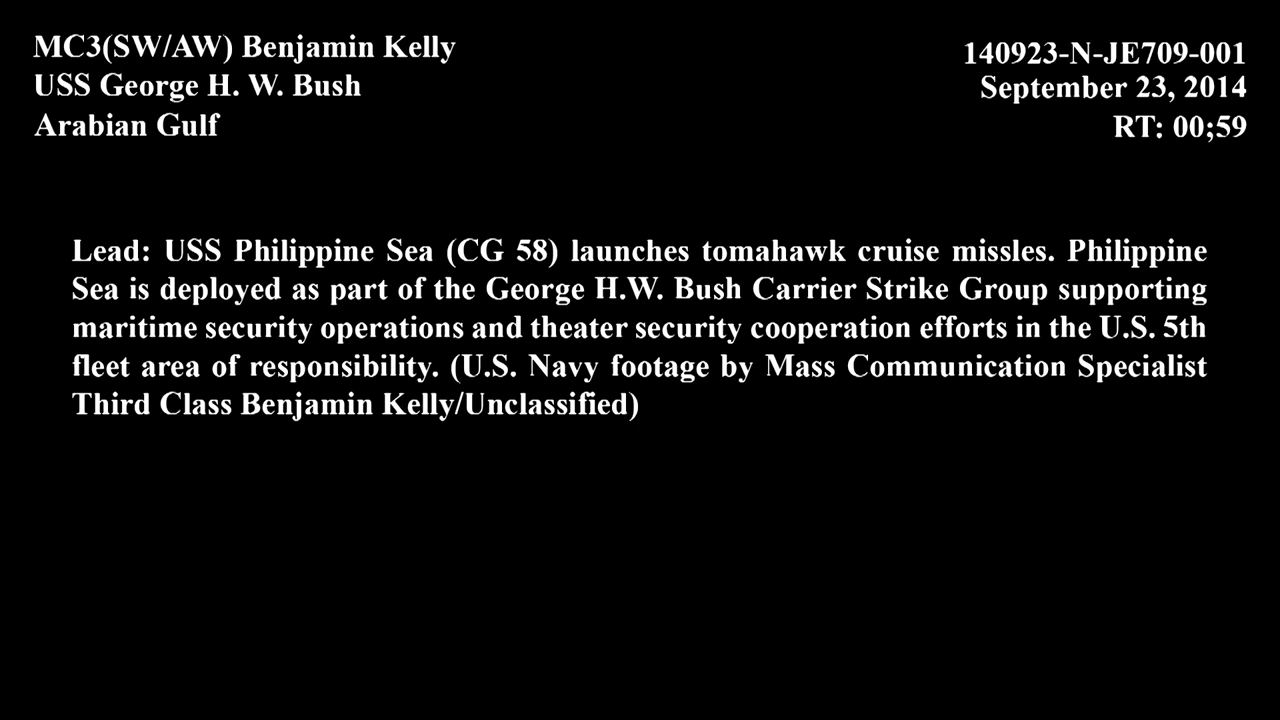 MC3(SW/AW) Benjamin Kelly
USS George H. W. Bush
Arabian Gulf
140923-N-JE709-001
September 23, 2014
RT: 00;59
Lead: USS Philippine Sea (CG 58) launches tomahawk cruise missles. Philippine
Sea is deployed as part of the George H.W. Bush Carrier Strike Group supporting
maritime security operations and theater security cooperation efforts in the U.S. 5th
fleet area of responsibility. (U.S. Navy footage by Mass Communication Specialist
Third Class Benjamin Kelly/Unclassified)